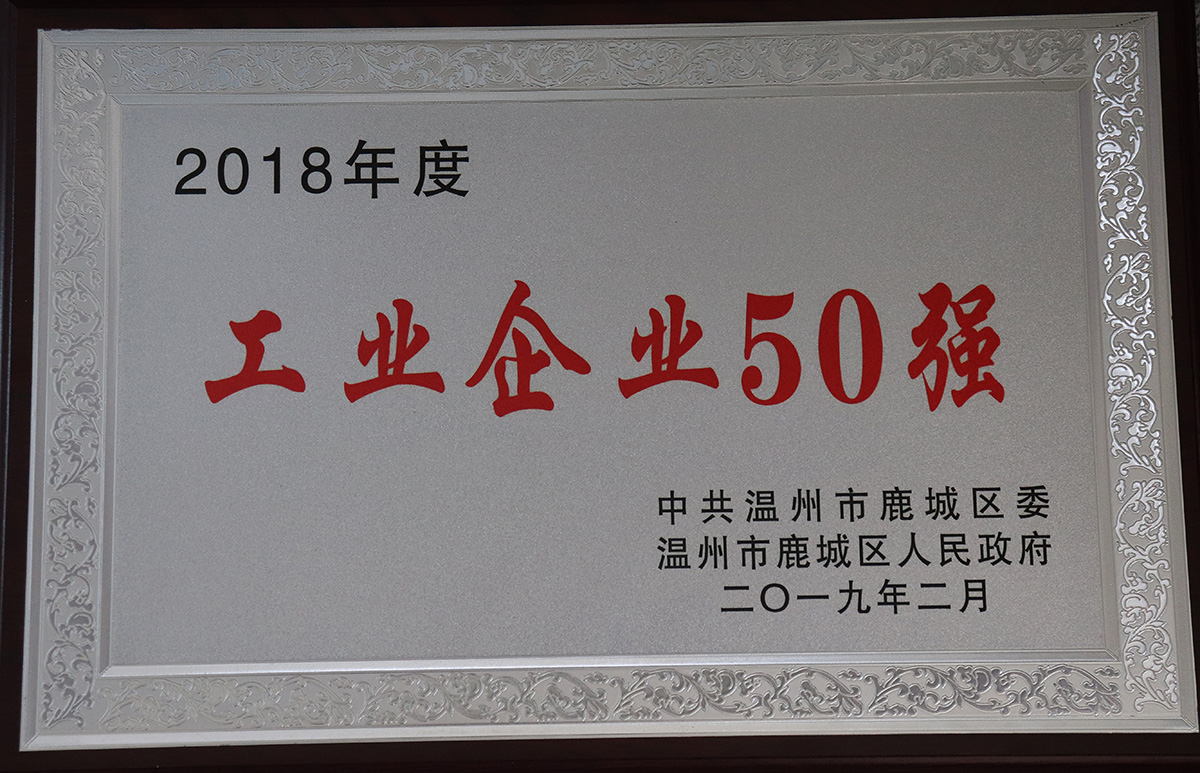 2018年度
工业企业50强
中共温州市鹿城区委
温州市鹿城区人民政府
二〇一九年二月